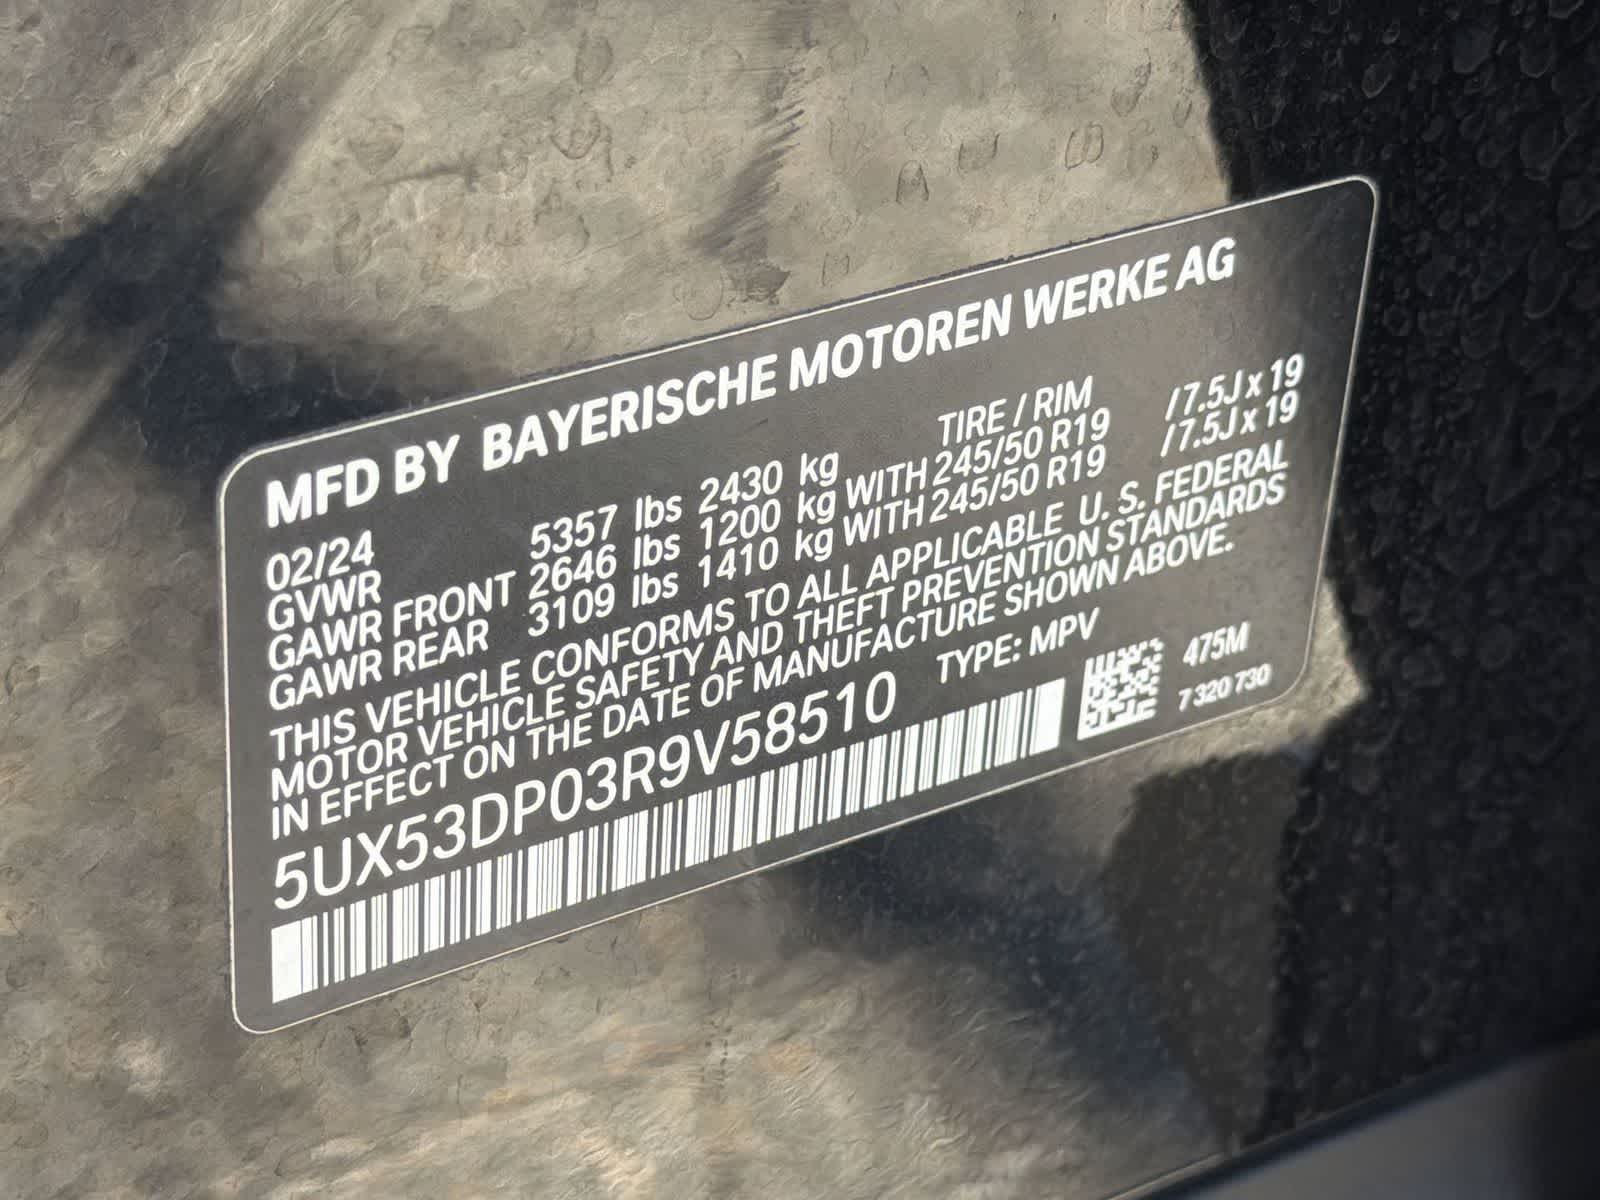 MFD BY BAYERISCHE MOTOREN WERKE AG
02/24 TIRE / RIM
GVWR 5357 lbs 2430 kg
GAWR FRONT 2646 lbs 1200 kg WITH 245/50 R19 / 7.5J x 19
GAWR REAR 3109 lbs 1410 kg WITH 245/50 R19 / 7.5J x 19
THIS VEHICLE CONFORMS TO ALL APPLICABLE U. S. FEDERAL
MOTOR VEHICLE SAFETY AND THEFT PREVENTION STANDARDS
IN EFFECT ON THE DATE OF MANUFACTURE SHOWN ABOVE.
5UX53DP03R9V58510 TYPE: MPV
475M
7 320 730